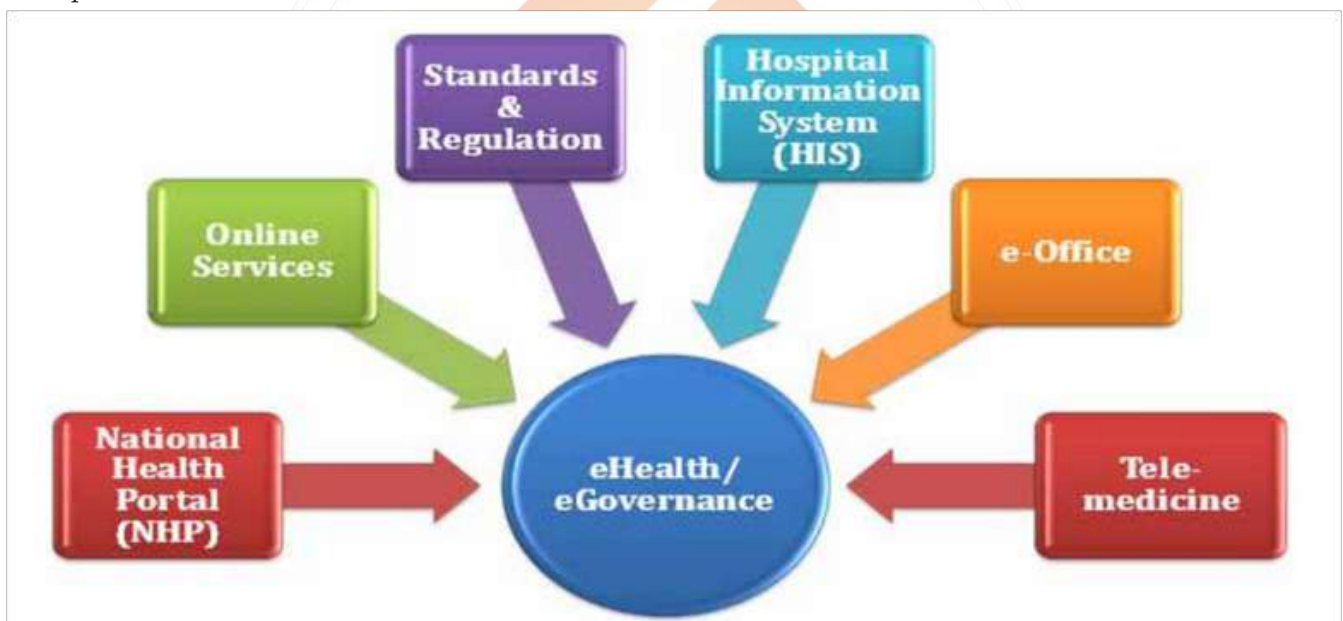 Standards
&
Regulation
Hospital
Information
System
(HIS)
Online
Services
e-Office
National
Health
Portal
(NHP)
eHealth/
eGovernance
Tele-
medicine